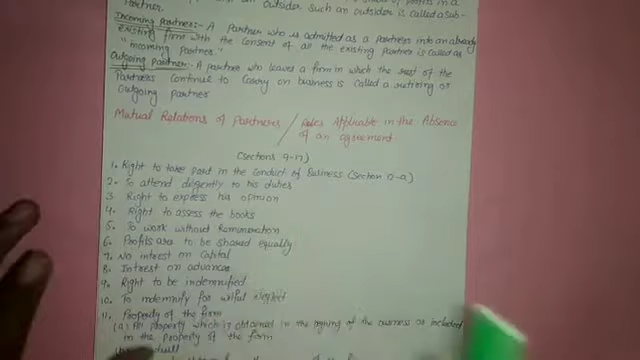 Partner. an outsider such an outsider is called a sub-
Incoming Partners:- A Partner who is admitted as a Partners into an already
existing firm with the consent of all the existing Partner is called as
"incoming Partner"
Outgoing Partner:- A partner who leaves a firm in which the rest of the
Partners continue to carry on business is called a retiring or
Outgoing Partner
Mutual Relations of Partners / Rules Applicable in the Absence
of an agreement
(Sections 9-17)
1. Right to take part in the Conduct of Business (Section 12-a)
2. To attend diligently to his duties
3. Right to express his opinion
4. Right to assess the books
5. To work without Remuneration
6. Profits are to be shared equally
7. No interest on Capital
8. Intrest on advances
9. Right to be indemnified
10. To indemnify for wilful neglect
11. Property of the firm
(a) All Property which is obtained in the of the business or included
in the Property of the firm